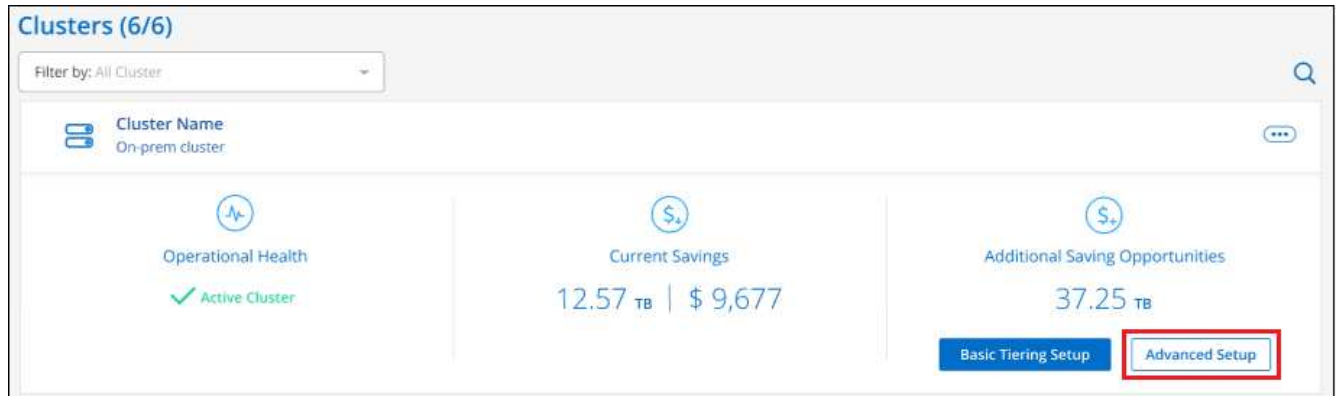 Clusters (6/6)
Filter by: All Cluster
Cluster Name
On-prem cluster
Operational Health
Active Cluster
Current Savings
12.57 TB | $ 9,677
Additional Saving Opportunities
37.25 TB
Basic Tiering Setup
Advanced Setup